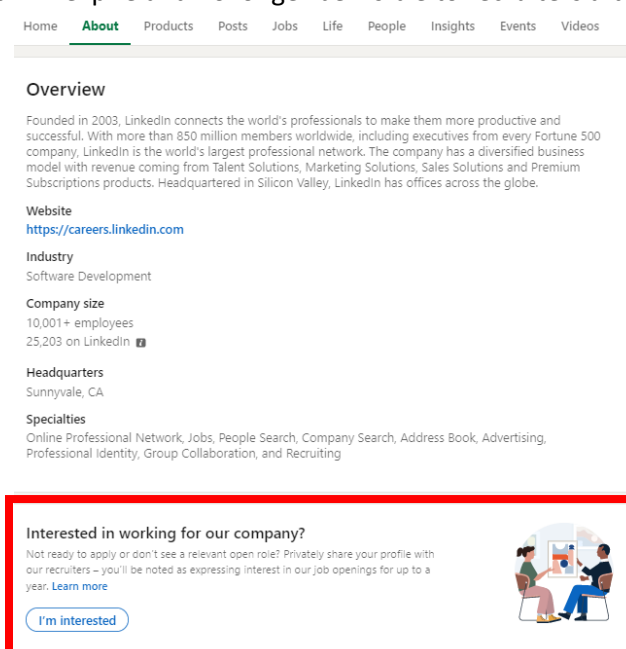 Home About Products Posts Jobs Life People Insights Events Videos
Overview
Founded in 2003, LinkedIn connects the world's professionals to make them more productive and
successful. With more than 850 million members worldwide, including executives from every Fortune 500
company, LinkedIn is the world's largest professional network. The company has a diversified business
model with revenue coming from Talent Solutions, Marketing Solutions, Sales Solutions and Premium
Subscriptions products. Headquartered in Silicon Valley, LinkedIn has offices across the globe.
Website
https://careers.linkedin.com
Industry
Software Development
Company size
10,001+ employees
25,203 on LinkedIn
Headquarters
Sunnyvale, CA
Specialties
Online Professional Network, Jobs, People Search, Company Search, Address Book, Advertising,
Professional Identity, Group Collaboration, and Recruiting
Interested in working for our company?
Not ready to apply or don't see a relevant open role? Privately share your profile with
our recruiters – you'll be noted as expressing interest in our job openings for up to a
year. Learn more
I'm interested